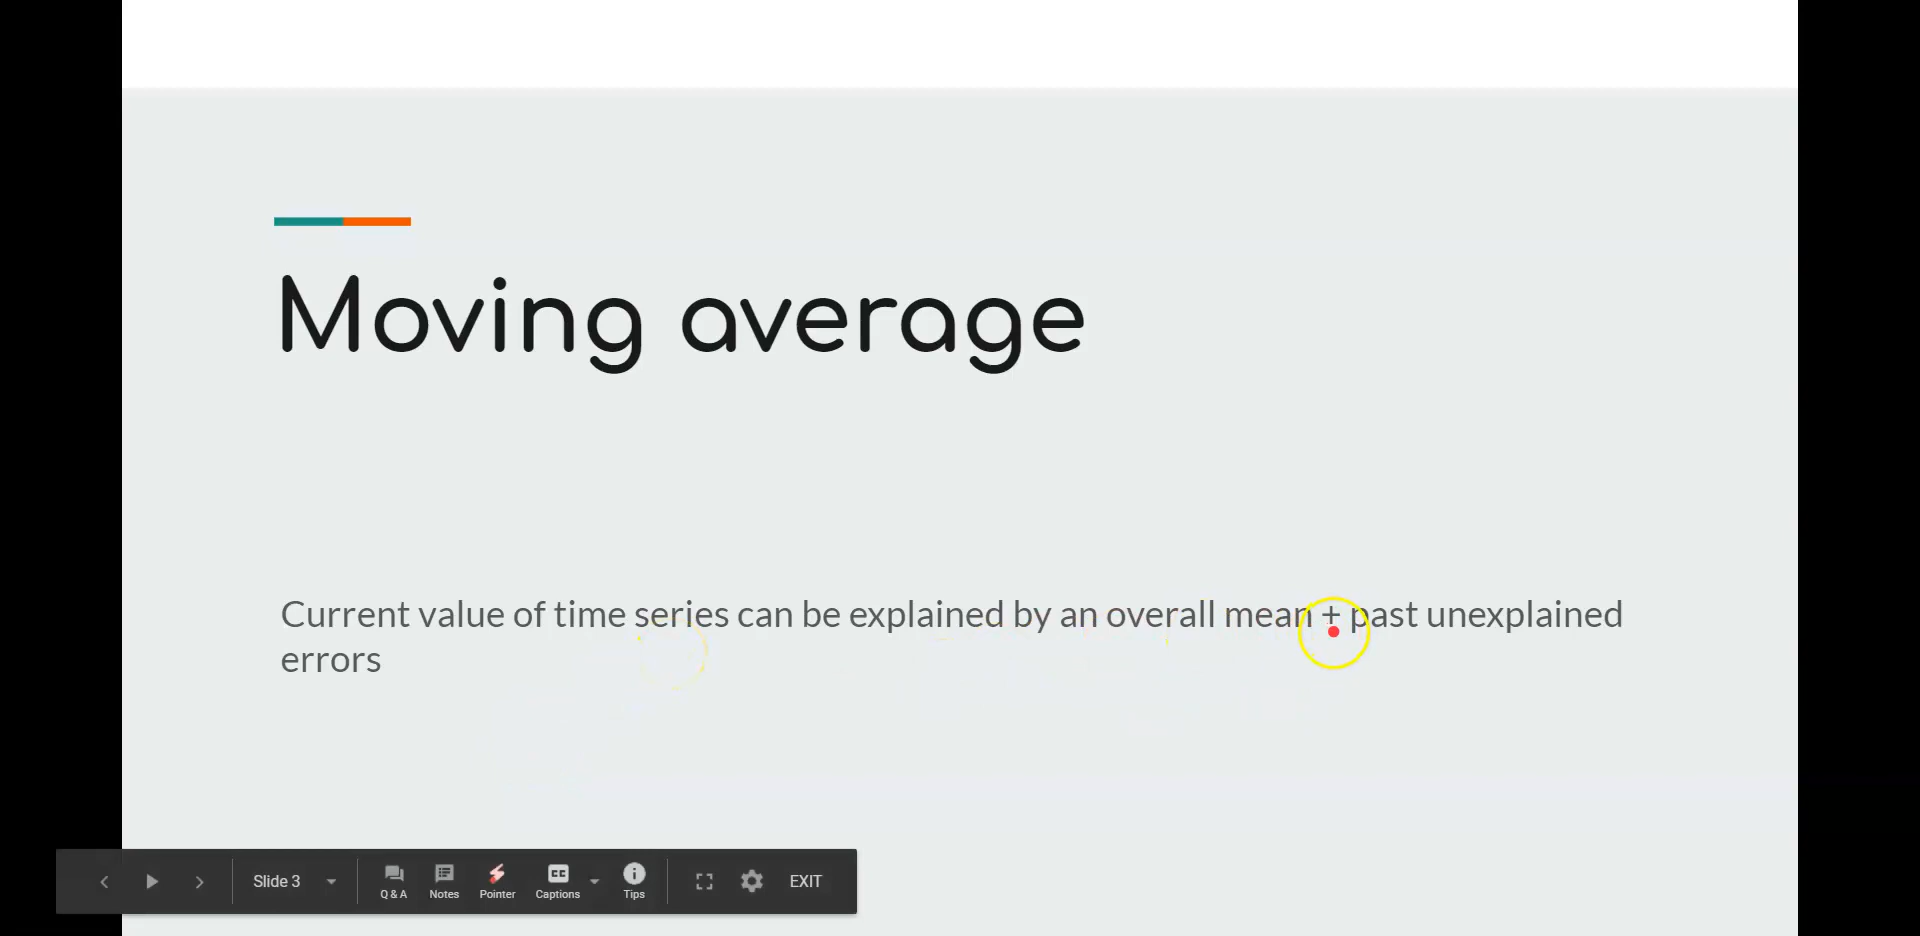 Moving average
Current value of time series can be explained by an overall mean + past unexplained
errors
Slide 3
Q & A
Notes
Pointer
CC
Captions
Tips
EXIT